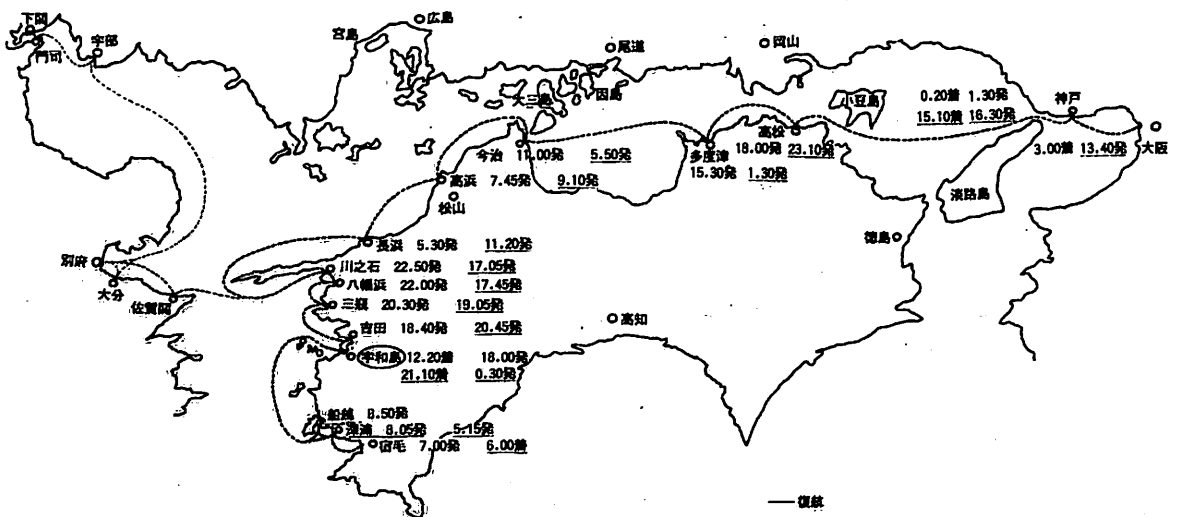 下関
門司
宇部
宮島
広島
尾道
岡山
大三島
因島
小豆島
0.20着 1.30発
15.10着 16.30発
神戸
3.00着 13.40発
大阪
今治 11.00発 5.50発
多度津
15.30発 1.30発
高松
18.00発 23.10発
高浜 7.45発 9.10発
松山
淡路島
徳島
別府
大分
佐賀関
長浜 5.30発 11.20発
川之石 22.50発 17.05発
八幡浜 22.00発 17.45発
三瓶 20.30発 19.05発
吉田 18.40発 20.45発
宇和島 12.20着 18.00発
21.10着 0.30発
高知
船越 8.50発
深浦 8.05発 5.15発
宿毛 7.00発 6.00着
復航